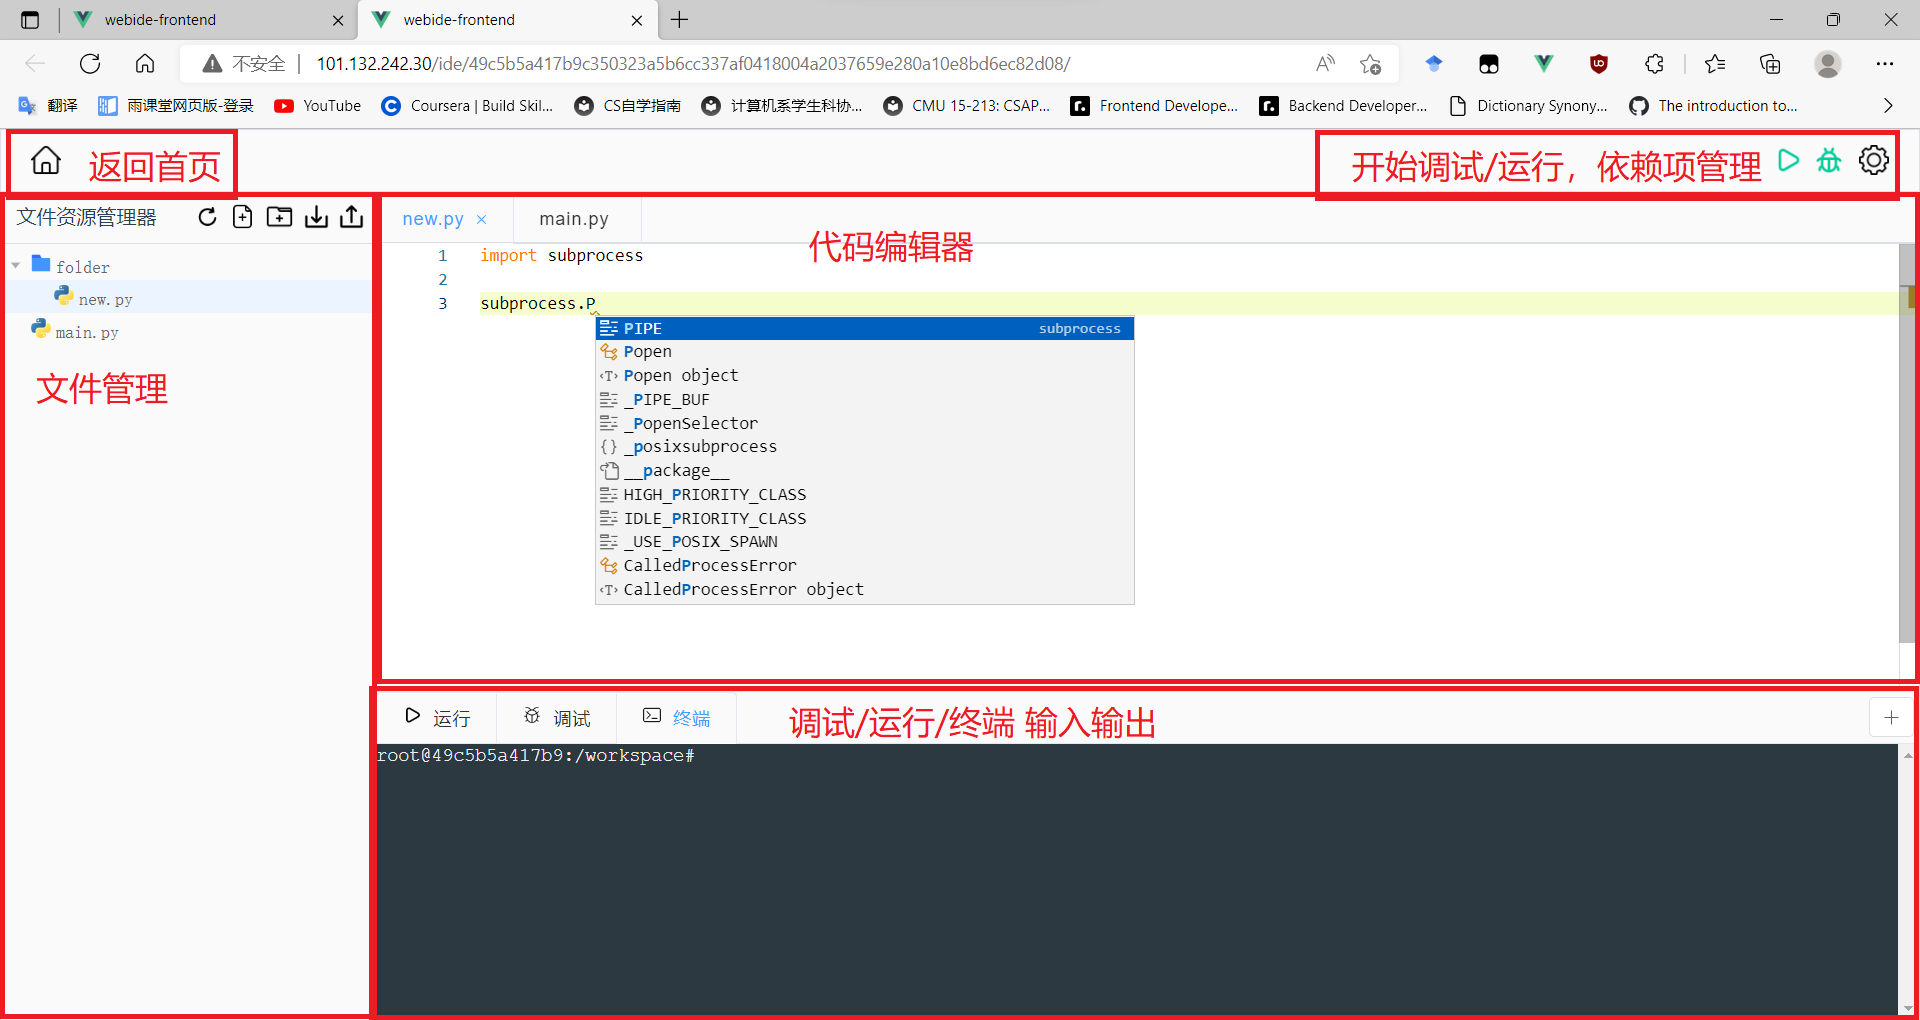 webide-frontend
webide-frontend
不安全
101.132.242.30/ide/49c5b5a417b9c350323a5b6cc337af0418004a2037659e280a10e8bd6ec82d08/
翻译
雨课堂网页版-登录
YouTube
Coursera | Build Skil...
CS自学指南
计算机系学生科协...
CMU 15-213: CSAP...
Frontend Develope...
Backend Developer...
Dictionary Synony...
The introduction to...
返回首页
开始调试/运行，依赖项管理
文件资源管理器
folder
new.py
main.py
文件管理
new.py
main.py
代码编辑器
1 import subprocess
2
3 subprocess.P
PIPE subprocess
Popen
Popen object
_PIPE_BUF
_PopenSelector
_posixsubprocess
__package__
HIGH_PRIORITY_CLASS
IDLE_PRIORITY_CLASS
_USE_POSIX_SPAWN
CalledProcessError
CalledProcessError object
运行
调试
终端
调试/运行/终端 输入输出
root@49c5b5a417b9:/workspace#